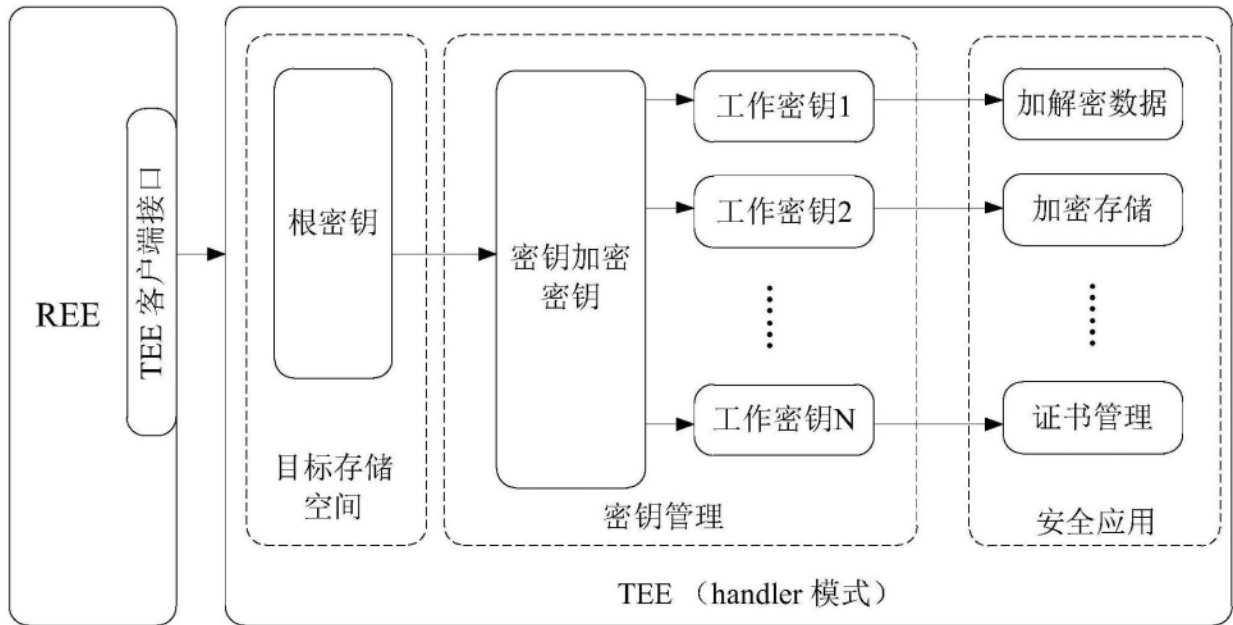 REE
TEE 客户端接口
根密钥
目标存储
空间
密钥加密
密钥
工作密钥1
工作密钥2
工作密钥N
密钥管理
加解密数据
加密存储
证书管理
安全应用
TEE （handler 模式）